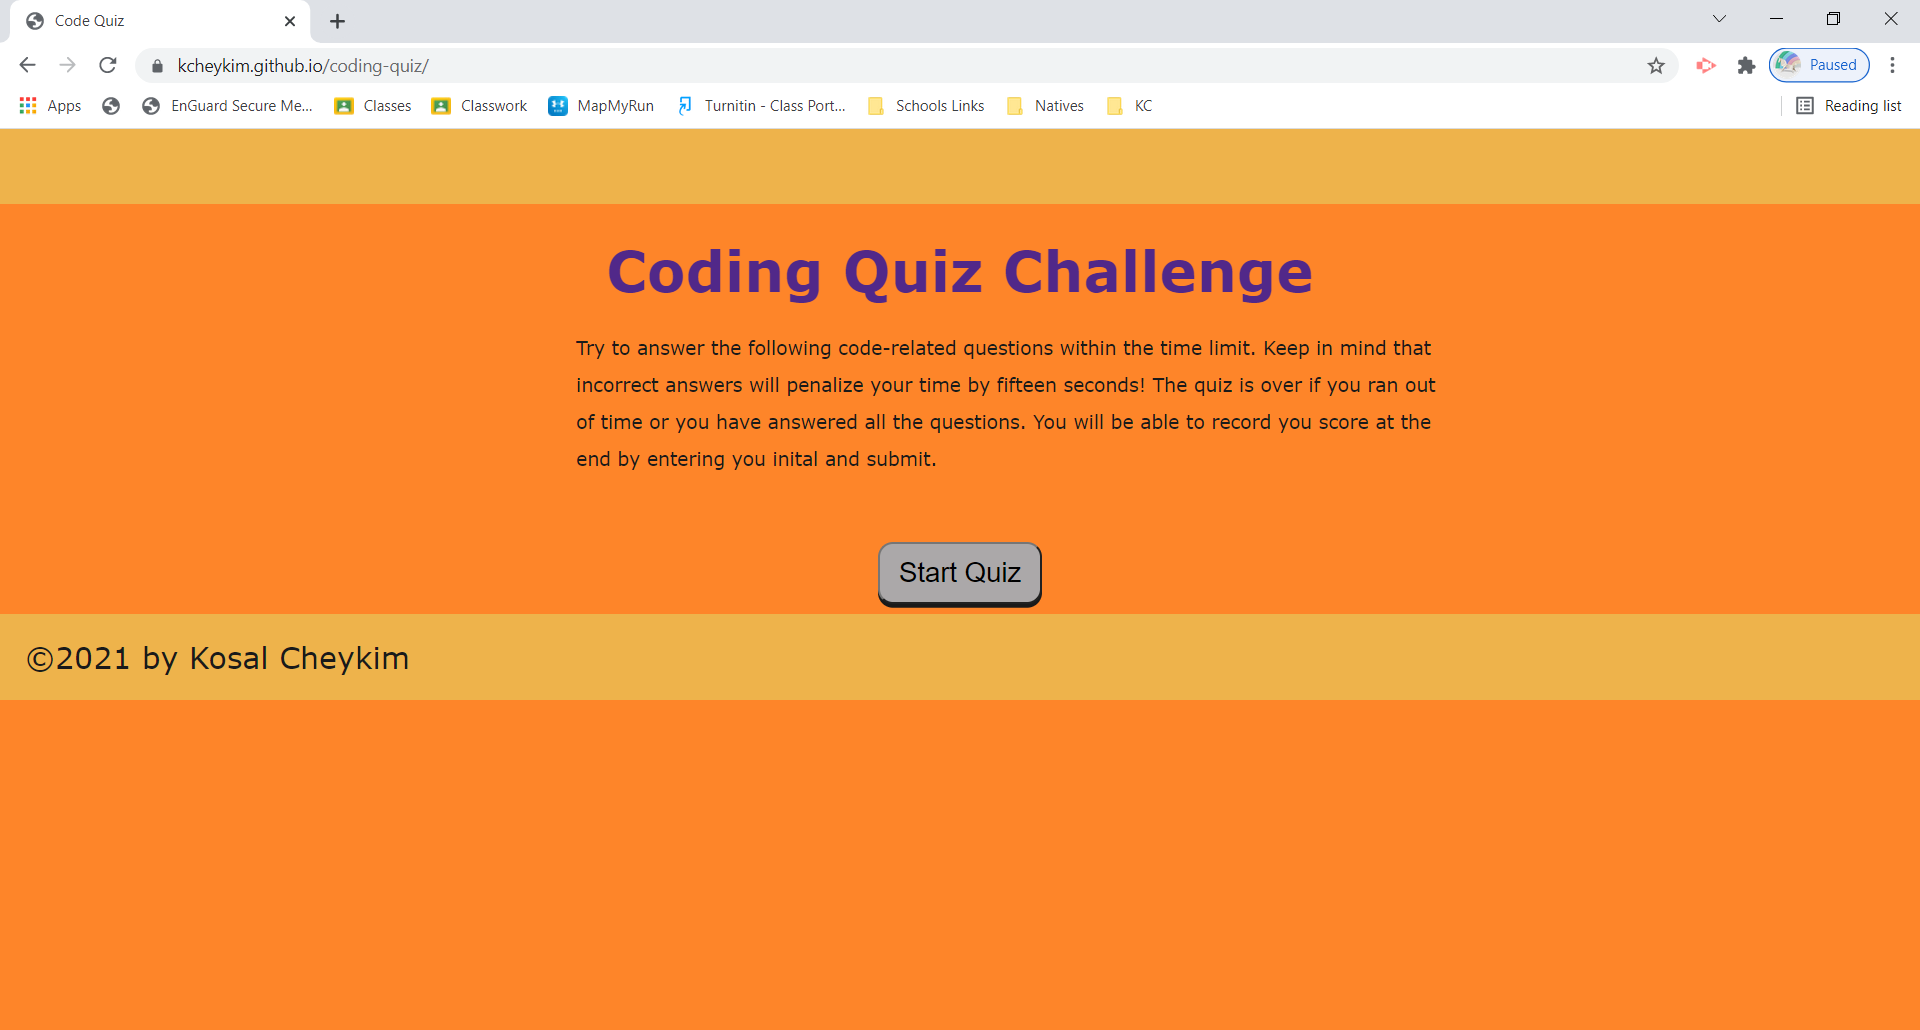 Code Quiz
kcheykim.github.io/coding-quiz/
Paused
Apps
EnGuard Secure Me...
Classes
Classwork
MapMyRun
Turnitin - Class Port...
Schools Links
Natives
KC
Reading list
Coding Quiz Challenge
Try to answer the following code-related questions within the time limit. Keep in mind that
incorrect answers will penalize your time by fifteen seconds! The quiz is over if you ran out
of time or you have answered all the questions. You will be able to record you score at the
end by entering you inital and submit.
Start Quiz
©2021 by Kosal Cheykim